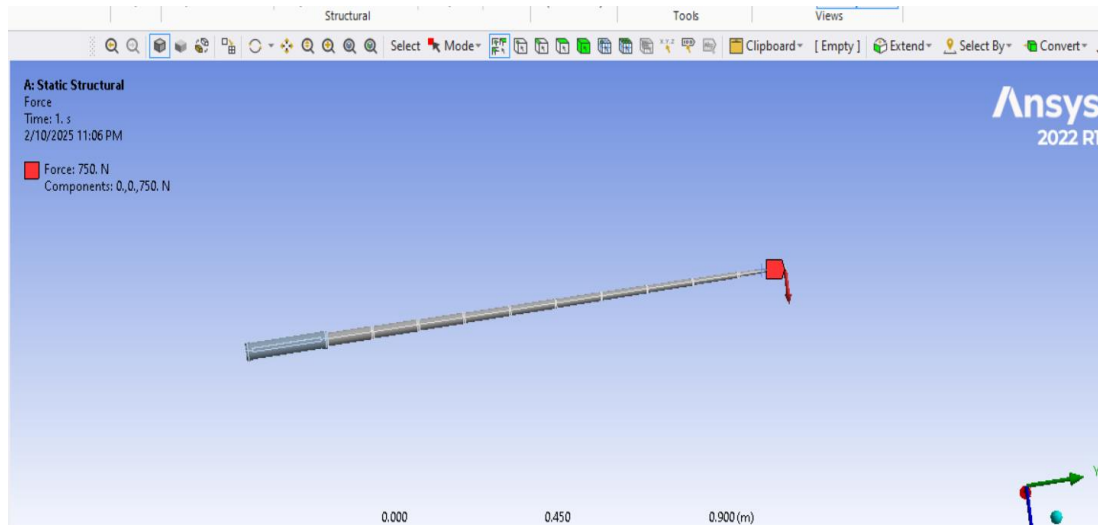 Structural Tools Views
Select Mode Clipboard [ Empty ] Extend Select By Convert
A: Static Structural
Force
Time: 1. s
2/10/2025 11:06 PM
Force: 750. N
Components: 0.,0.,750. N
Ansys
2022 R1
Y
0.000 0.450 0.900 (m)